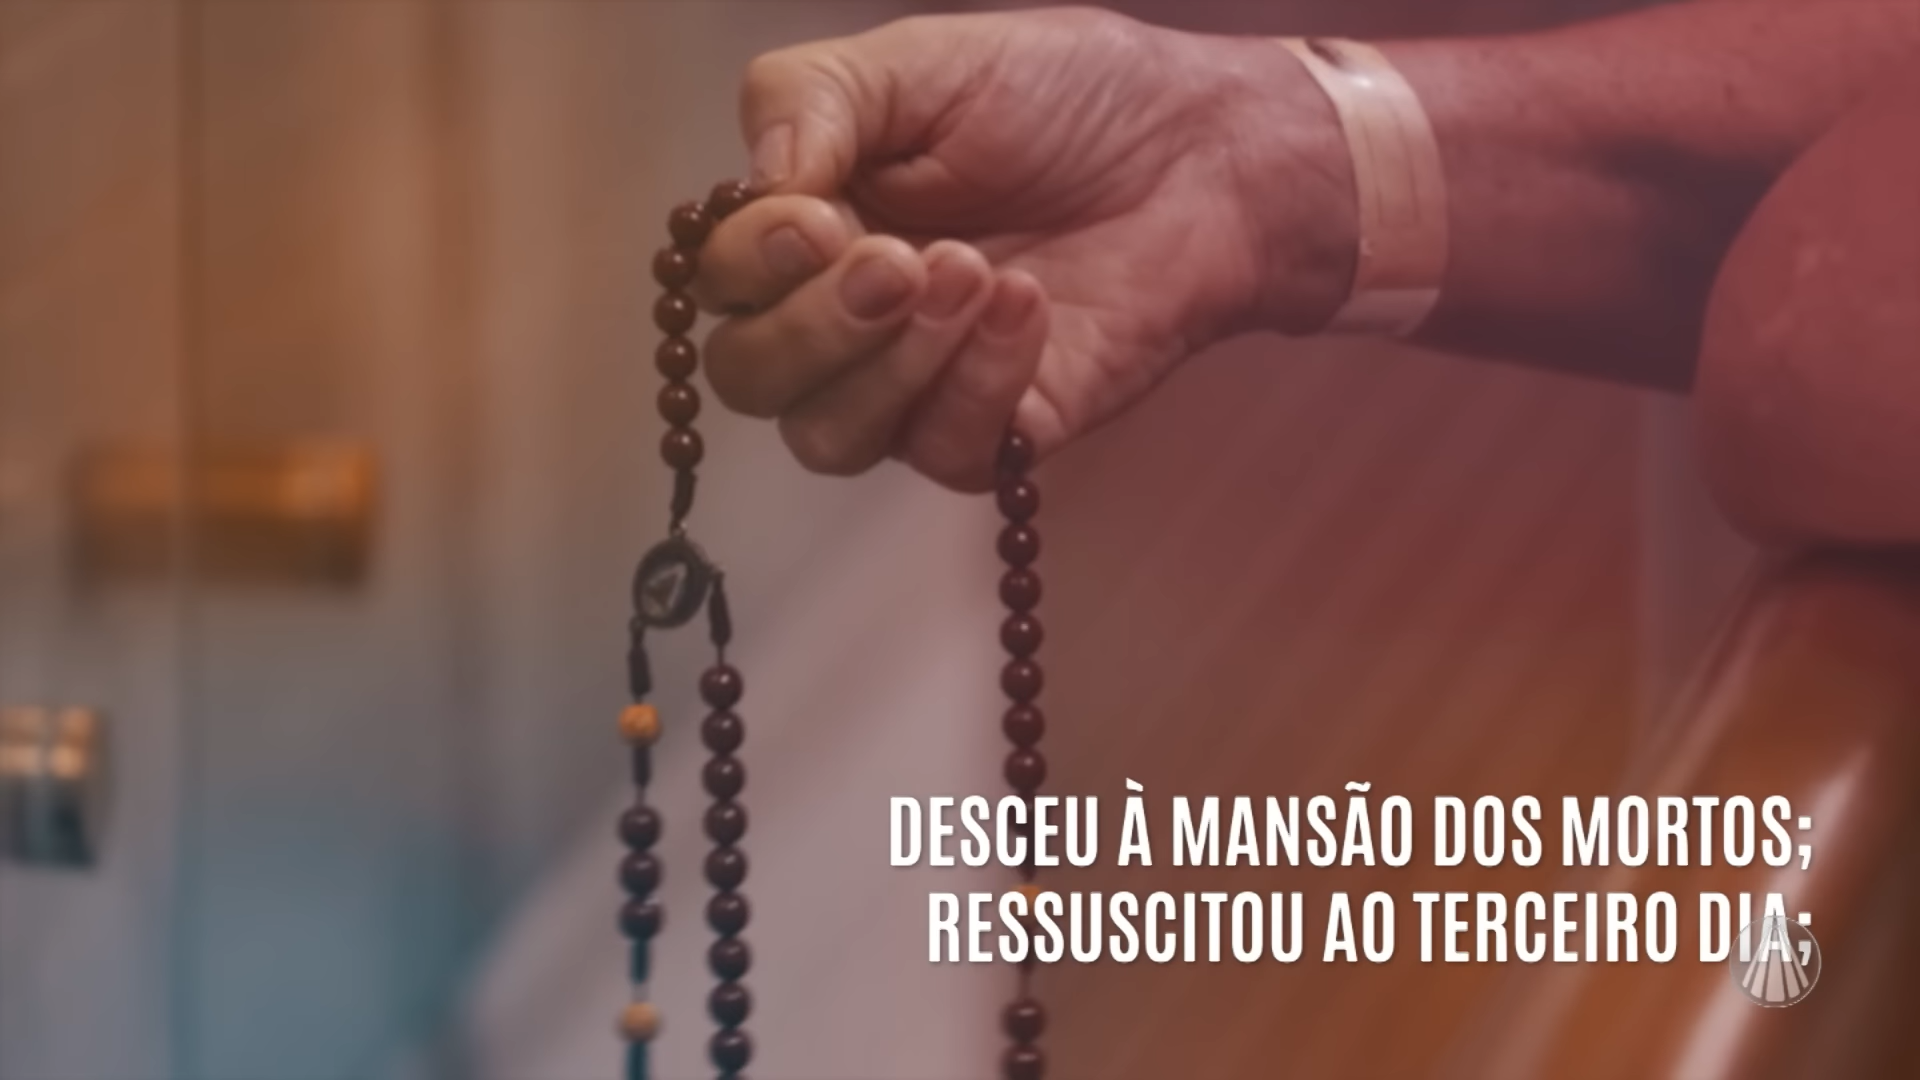 DESCEU À MANSÃO DOS MORTOS;
RESSUSCITOU AO TERCEIRO DIA;